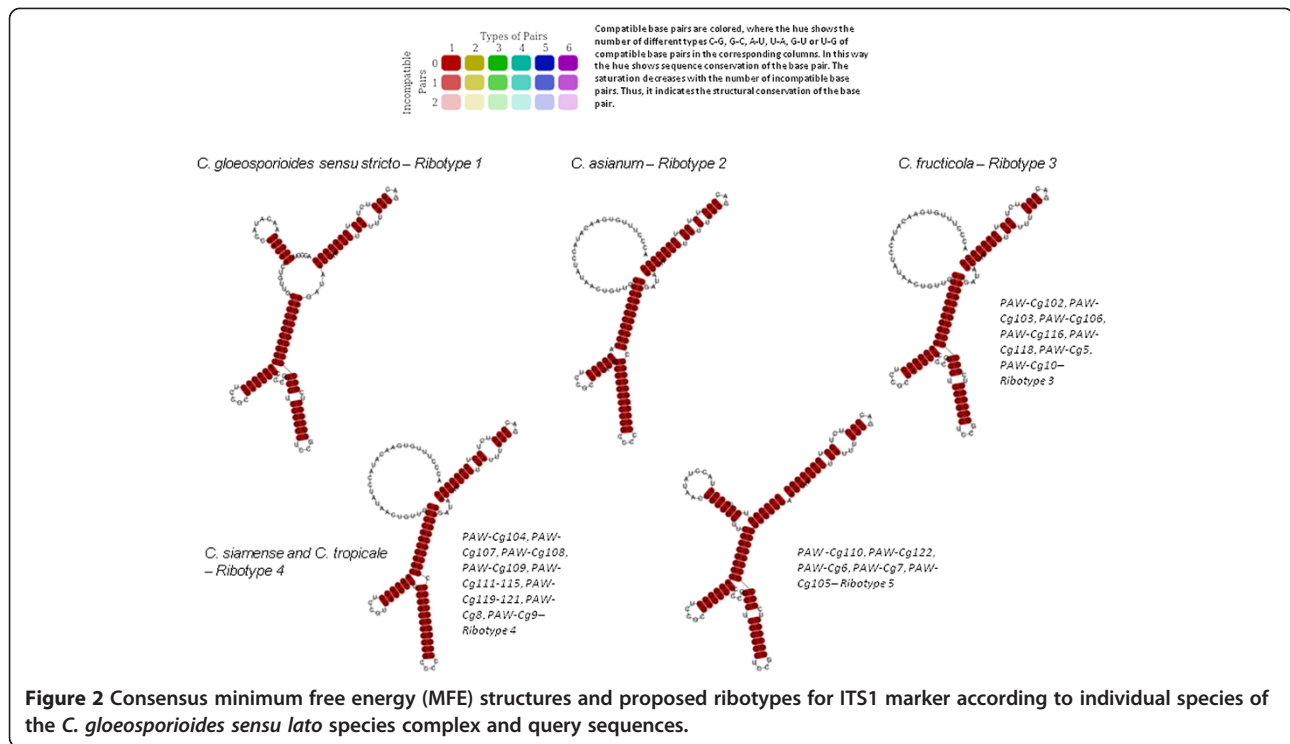 Types of Pairs
1 2 3 4 5 6
Incompatible
Pairs
0
1
2
Compatible base pairs are colored, where the hue shows the
number of different types C-G, G-C, A-U, U-A, G-U or U-G of
compatible base pairs in the corresponding columns. In this way
the hue shows sequence conservation of the base pair. The
saturation decreases with the number of incompatible base
pairs. Thus, it indicates the structural conservation of the base
pair.
C. gloeosporioides sensu stricto – Ribotype 1
C. asianum – Ribotype 2
C. fructicola – Ribotype 3
PAW-Cg102, PAW-
Cg103, PAW-Cg106,
PAW-Cg116, PAW-
Cg118, PAW-Cg5,
PAW-Cg10–
Ribotype 3
C. siamense and C. tropicale
– Ribotype 4
PAW-Cg104, PAW-
Cg107, PAW-Cg108,
PAW-Cg109, PAW-
Cg111-115, PAW-
Cg119-121, PAW-
Cg8, PAW-Cg9–
Ribotype 4
PAW-Cg110, PAW-Cg122,
PAW-Cg6, PAW-Cg7, PAW-
Cg105– Ribotype 5
Figure 2 Consensus minimum free energy (MFE) structures and proposed ribotypes for ITS1 marker according to individual species of
the C. gloeosporioides sensu lato species complex and query sequences.